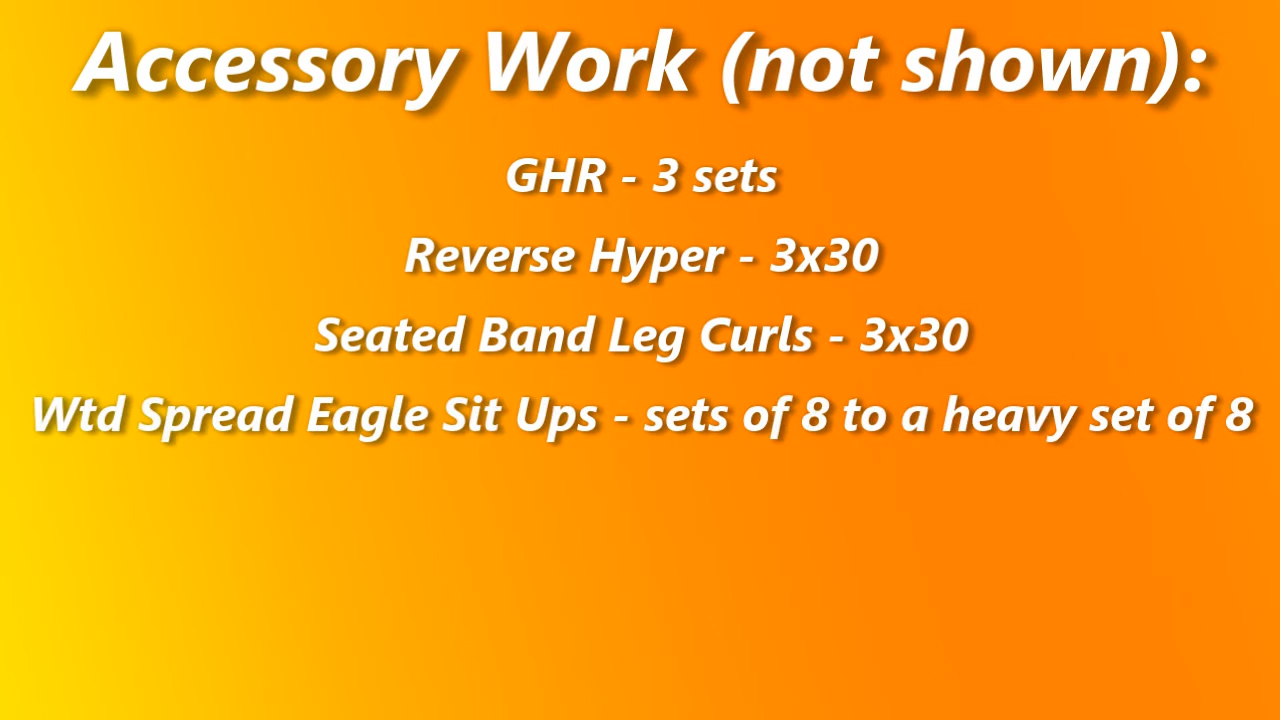 Accessory Work (not shown):
GHR - 3 sets
Reverse Hyper - 3x30
Seated Band Leg Curls - 3x30
Wtd Spread Eagle Sit Ups - sets of 8 to a heavy set of 8